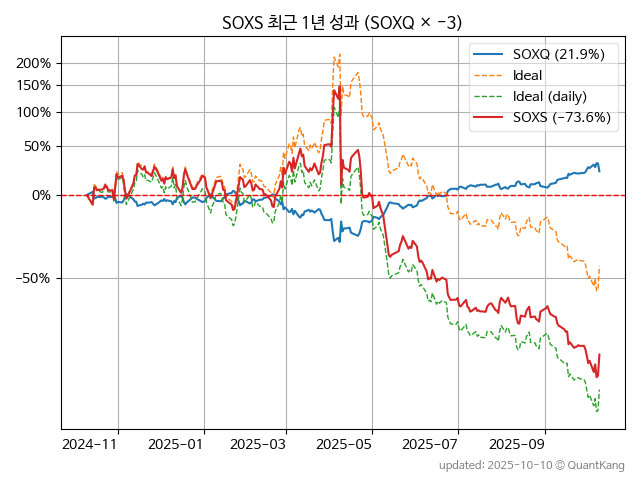 SOXS 최근 1년 성과 (SOXQ × −3)
SOXQ (21.9%)
Ideal
Ideal (daily)
SOXS (−73.6%)
200%
150%
100%
50%
0%
−50%
2024−11
2025−01
2025−03
2025−05
2025−07
2025−09
updated: 2025-10-10 © QuantKang